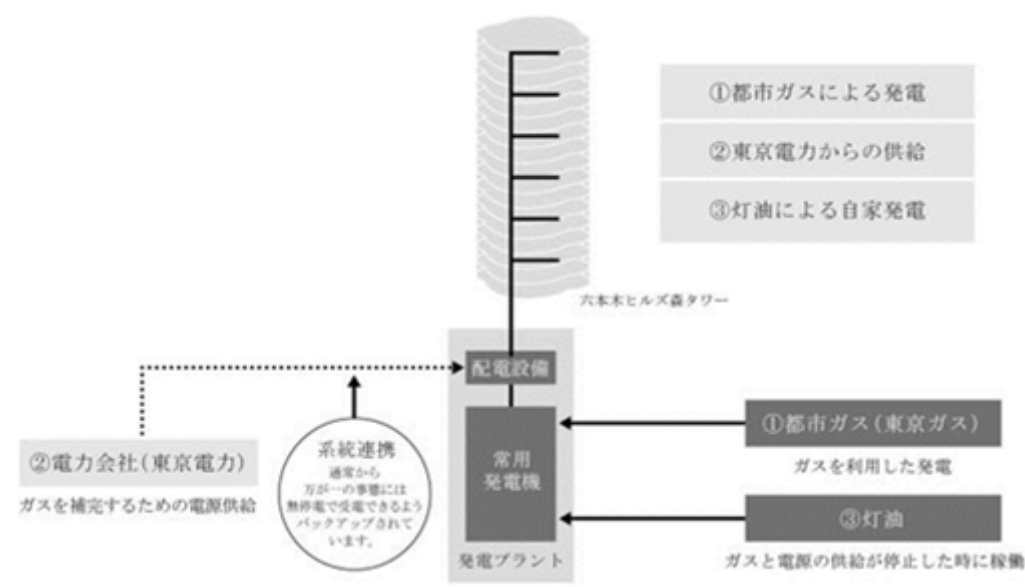 ①都市ガスによる発電
②東京電力からの供給
③灯油による自家発電
六本木ヒルズ森タワー
配電設備
①都市ガス(東京ガス)
ガスを利用した発電
系統連携
通常から
万が一の事態には
無停電で受電できるよう
バックアップされて
います。
②電力会社(東京電力)
ガスを補完するための電源供給
常用
発電機
③灯油
ガスと電源の供給が停止した時に稼働
発電プラント